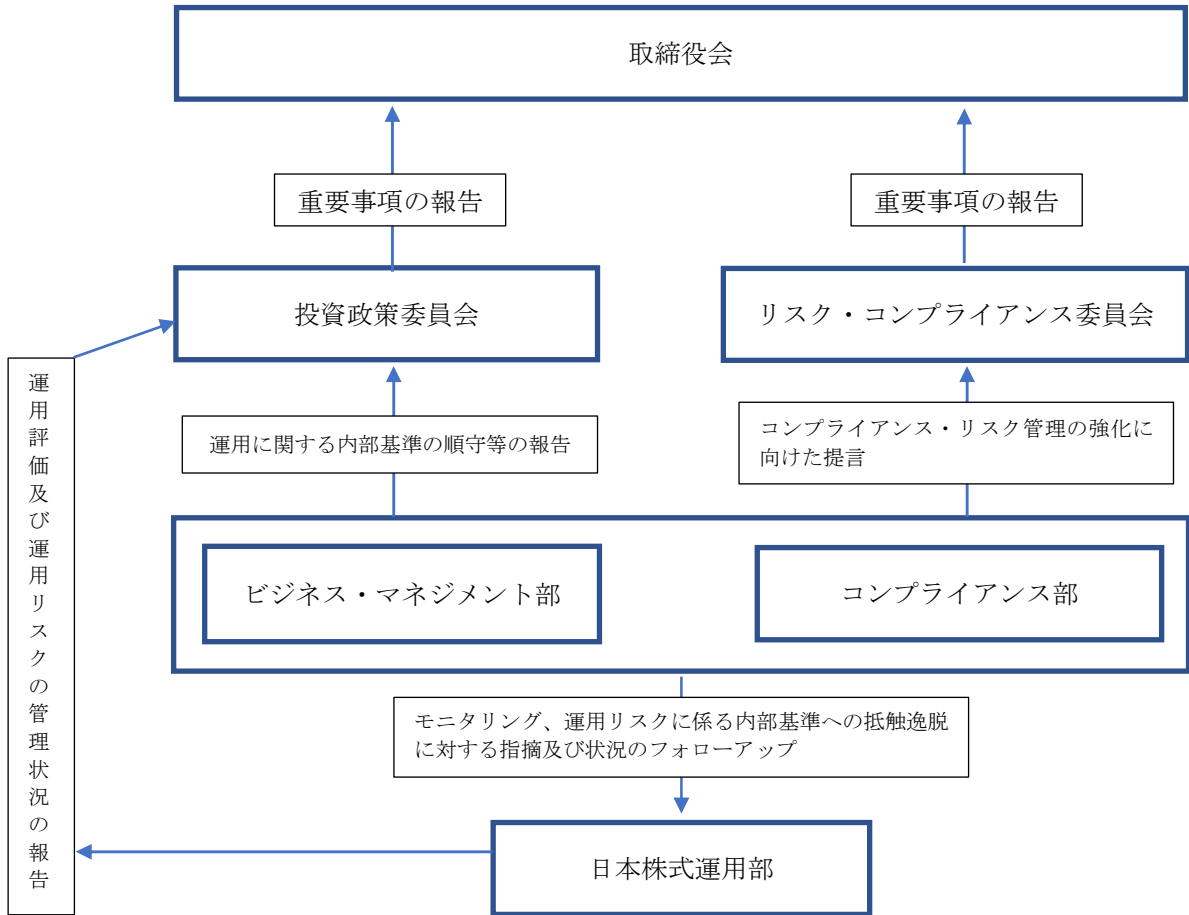 取締役会
重要事項の報告
重要事項の報告
投資政策委員会
リスク・コンプライアンス委員会
運用評価及び運用リスクの管理状況の報告
運用に関する内部基準の順守等の報告
コンプライアンス・リスク管理の強化に
向けた提言
ビジネス・マネジメント部
コンプライアンス部
モニタリング、運用リスクに係る内部基準への抵触逸脱
に対する指摘及び状況のフォローアップ
日本株式運用部